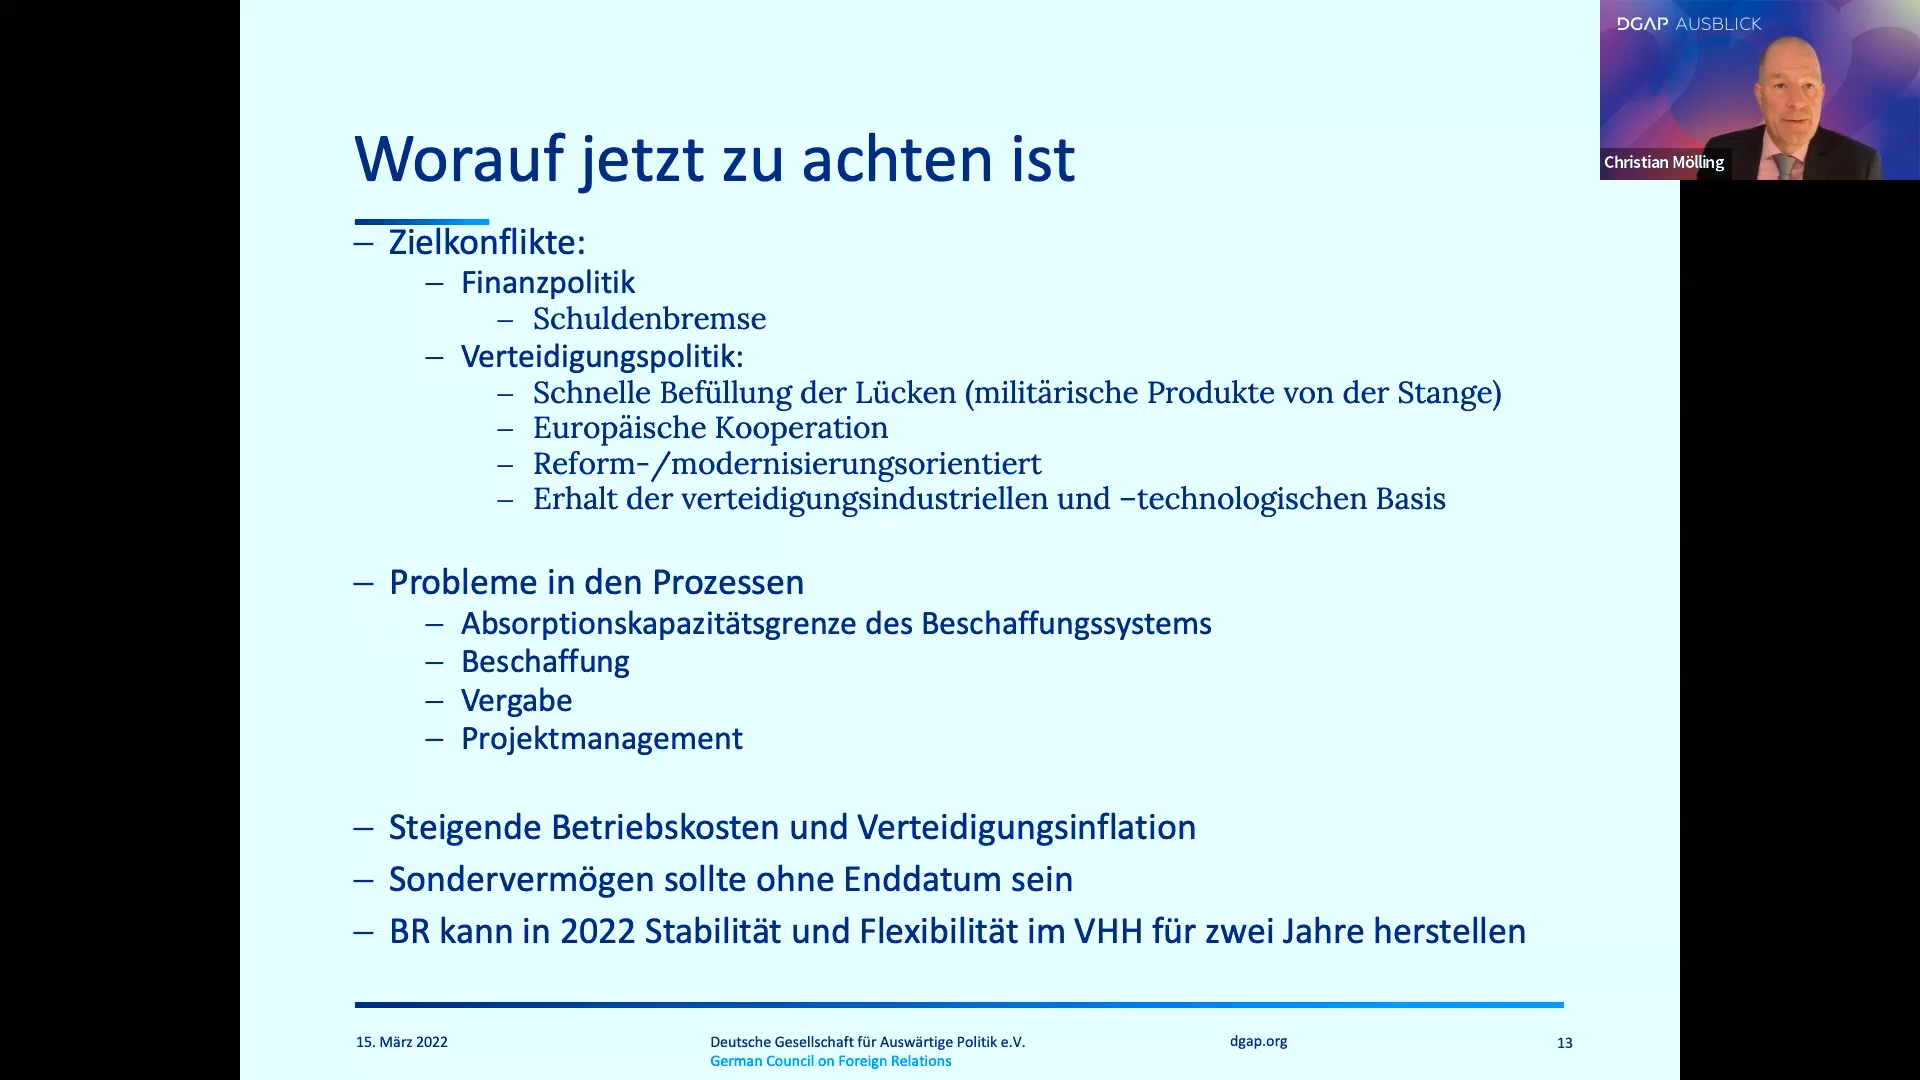 DGAP AUSBLICK
Christian Mölling
Worauf jetzt zu achten ist
– Zielkonflikte:
– Finanzpolitik
– Schuldenbremse
– Verteidigungspolitik:
– Schnelle Befüllung der Lücken (militärische Produkte von der Stange)
– Europäische Kooperation
– Reform-/modernisierungsorientiert
– Erhalt der verteidigungsindustriellen und –technologischen Basis
– Probleme in den Prozessen
– Absorptionskapazitätsgrenze des Beschaffungssystems
– Beschaffung
– Vergabe
– Projektmanagement
– Steigende Betriebskosten und Verteidigungsinflation
– Sondervermögen sollte ohne Enddatum sein
– BR kann in 2022 Stabilität und Flexibilität im VHH für zwei Jahre herstellen
15. März 2022
Deutsche Gesellschaft für Auswärtige Politik e.V.
German Council on Foreign Relations
dgap.org
13